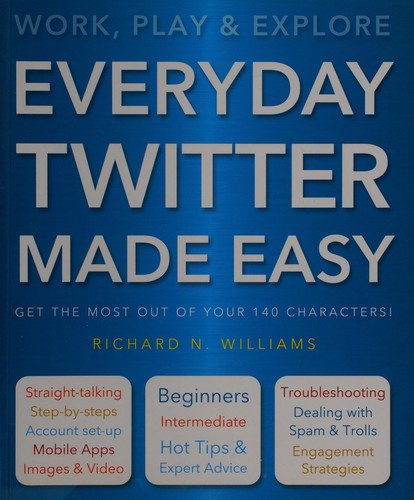 WORK, PLAY & EXPLORE
EVERYDAY
TWITTER
MADE EASY
GET THE MOST OUT OF YOUR 140 CHARACTERS!
RICHARD N. WILLIAMS
Straight-talking
Step-by-steps
Account set-up
Mobile Apps
Images & Video
Beginners
Intermediate
Hot Tips &
Expert Advice
Troubleshooting
Dealing with
Spam & Trolls
Engagement
Strategies